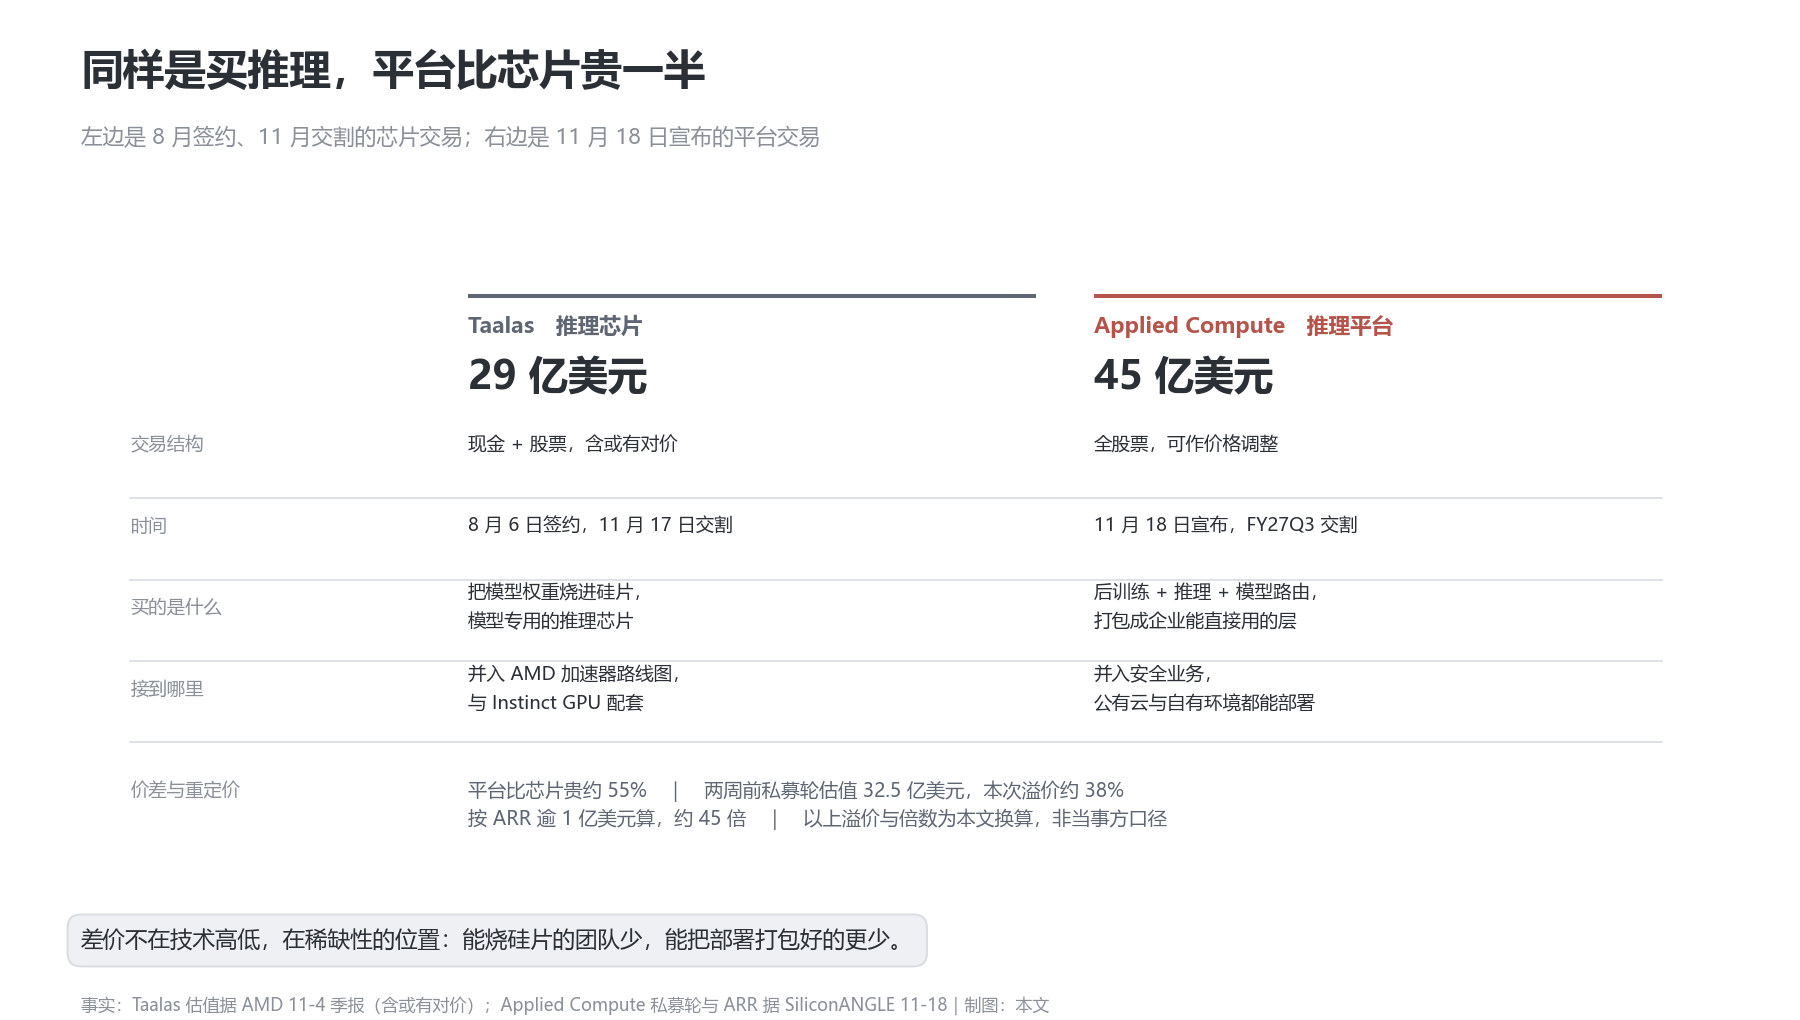 同样是买推理，平台比芯片贵一半
左边是 8 月签约、11 月交割的芯片交易；右边是 11 月 18 日宣布的平台交易
Taalas 推理芯片
29 亿美元
Applied Compute 推理平台
45 亿美元
交易结构
现金 + 股票，含或有对价
全股票，可作价格调整
时间
8 月 6 日签约，11 月 17 日交割
11 月 18 日宣布，FY27Q3 交割
买的是什么
把模型权重烧进硅片，
模型专用的推理芯片
后训练 + 推理 + 模型路由，
打包成企业能直接用的层
接到哪里
并入 AMD 加速器路线图，
与 Instinct GPU 配套
并入安全业务，
公有云与自有环境都能部署
价差与重定价
平台比芯片贵约 55% | 两周前私募轮估值 32.5 亿美元，本次溢价约 38%
按 ARR 逾 1 亿美元算，约 45 倍 | 以上溢价与倍数为本文换算，非当事方口径
差价不在技术高低，在稀缺性的位置：能烧硅片的团队少，能把部署打包好的更少。
事实：Taalas 估值据 AMD 11-4 季报（含或有对价）；Applied Compute 私募轮与 ARR 据 SiliconANGLE 11-18 | 制图：本文